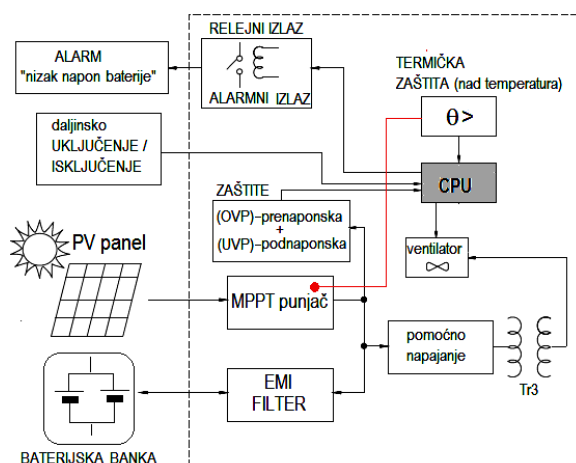 RELEJNI IZLAZ
ALARM
"nizak napon baterije"
ALARMNI IZLAZ
TERMIČKA
ZAŠTITA (nad temperatura)
θ>
daljinsko
UKLJUČENJE /
ISKLJUČENJE
CPU
ZAŠTITE
(OVP)-prenaponska
+
(UVP)-podnaponska
ventilator
PV panel
MPPT punjač
pomoćno
napajanje
Tr3
EMI
FILTER
BATERIJSKA BANKA